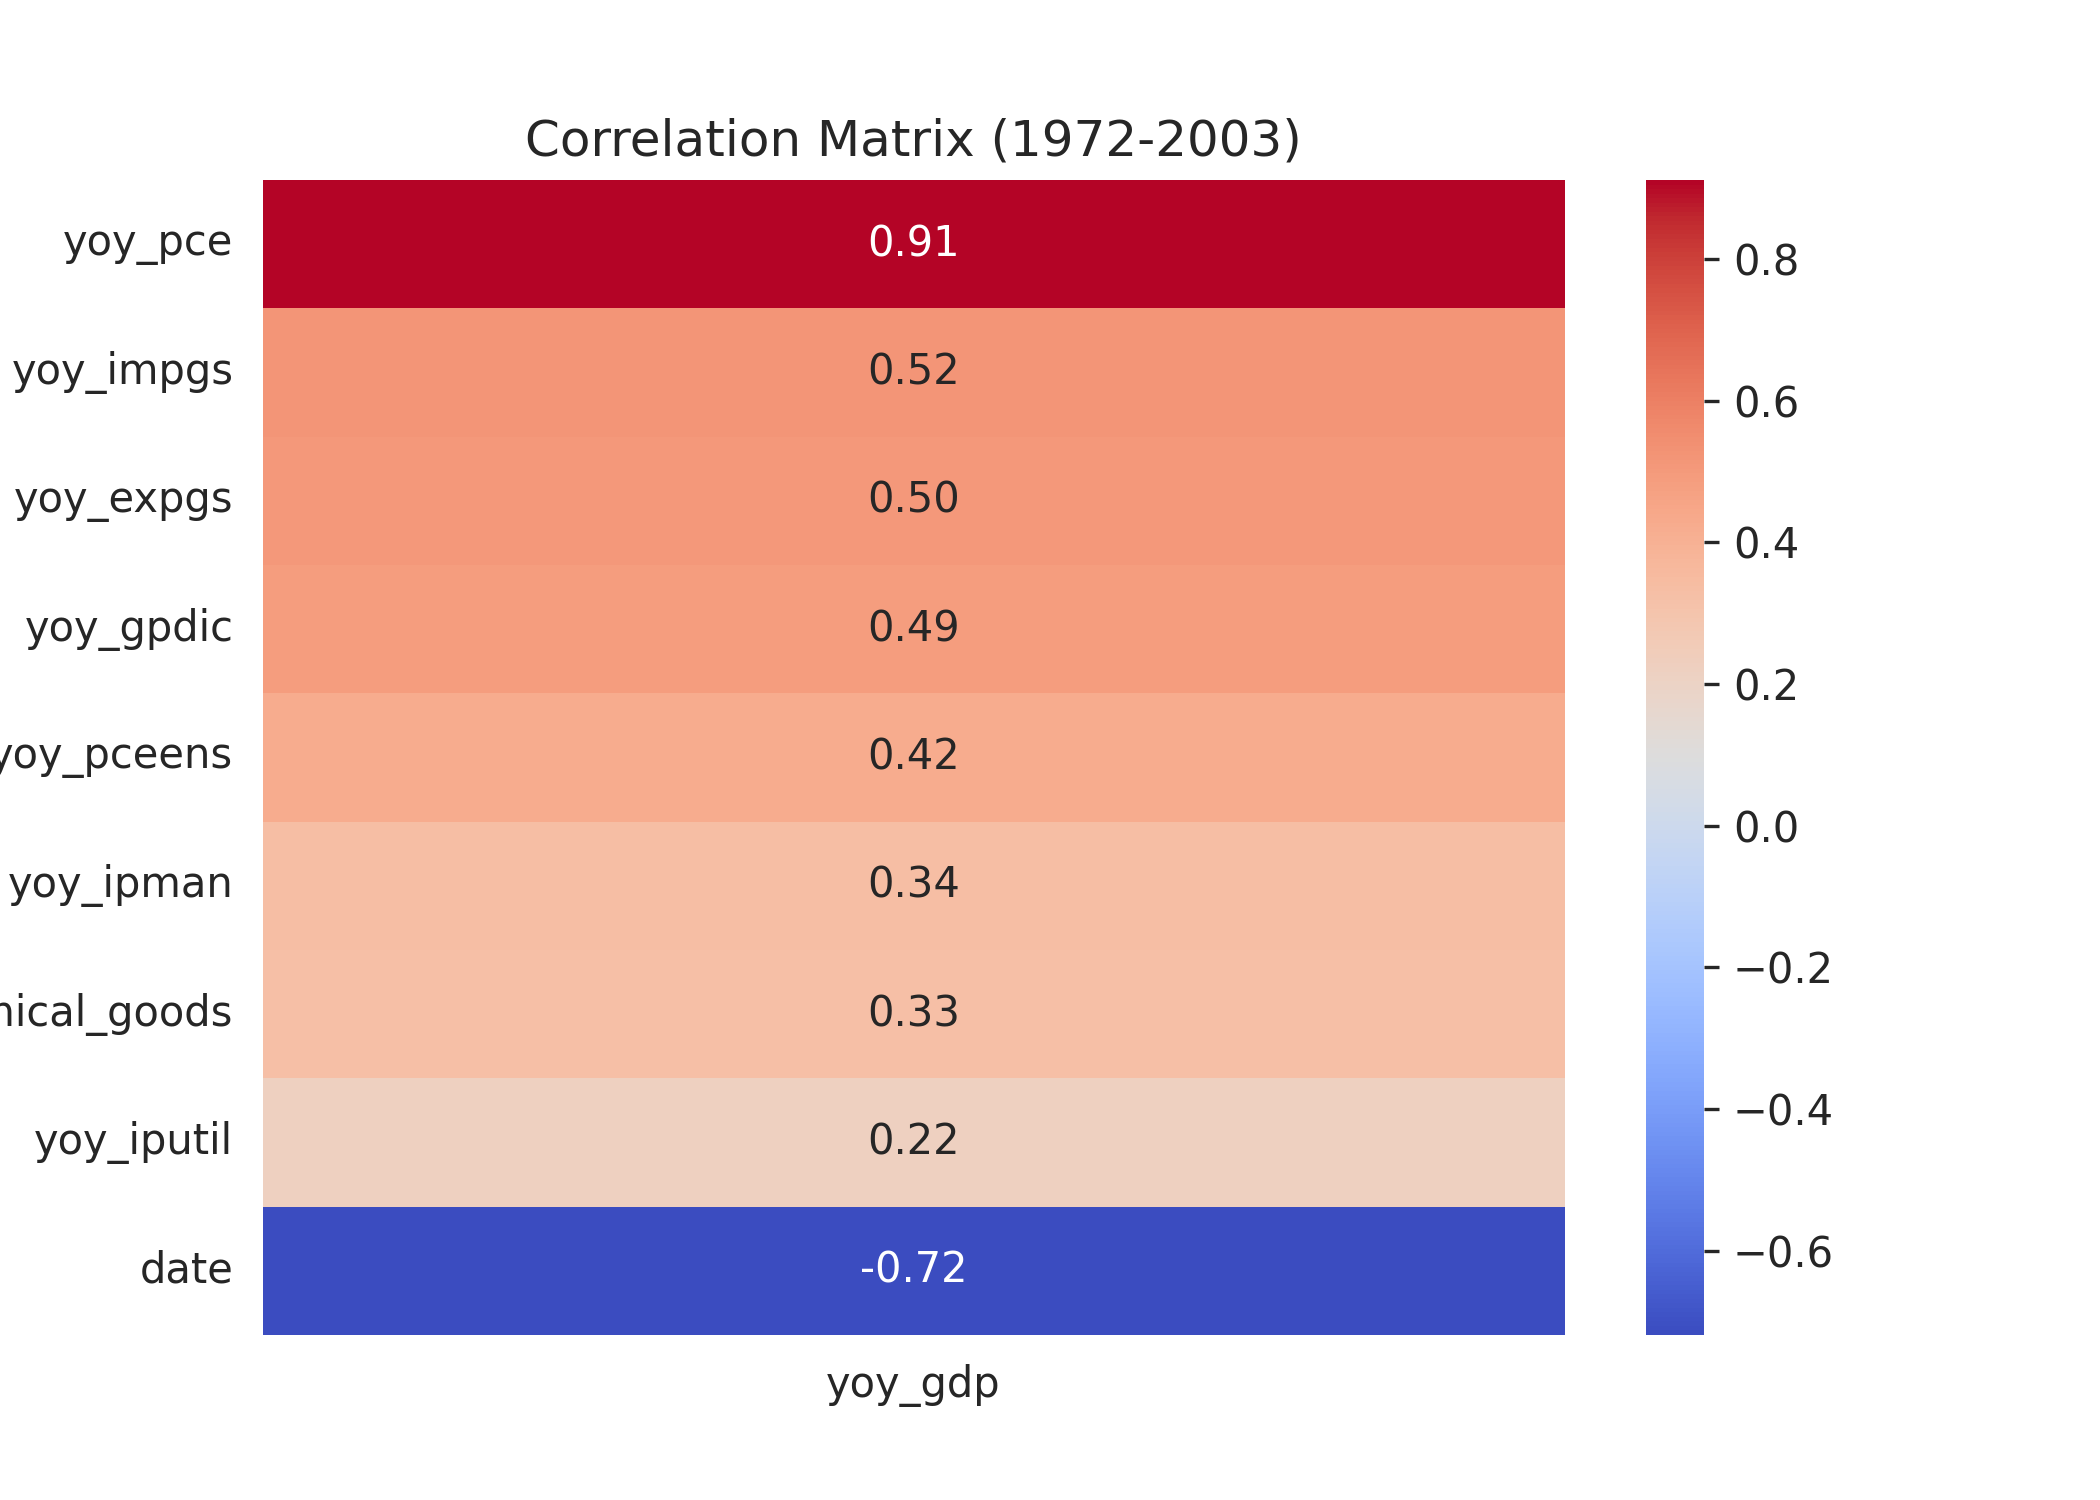 Correlation Matrix (1972-2003)
yoy_pce 0.91
yoy_impgs 0.52
yoy_expgs 0.50
yoy_gpdic 0.49
yoy_pceens 0.42
yoy_ipman 0.34
ical_goods 0.33
yoy_iputil 0.22
date -0.72
yoy_gdp
0.8
0.6
0.4
0.2
0.0
−0.2
−0.4
−0.6